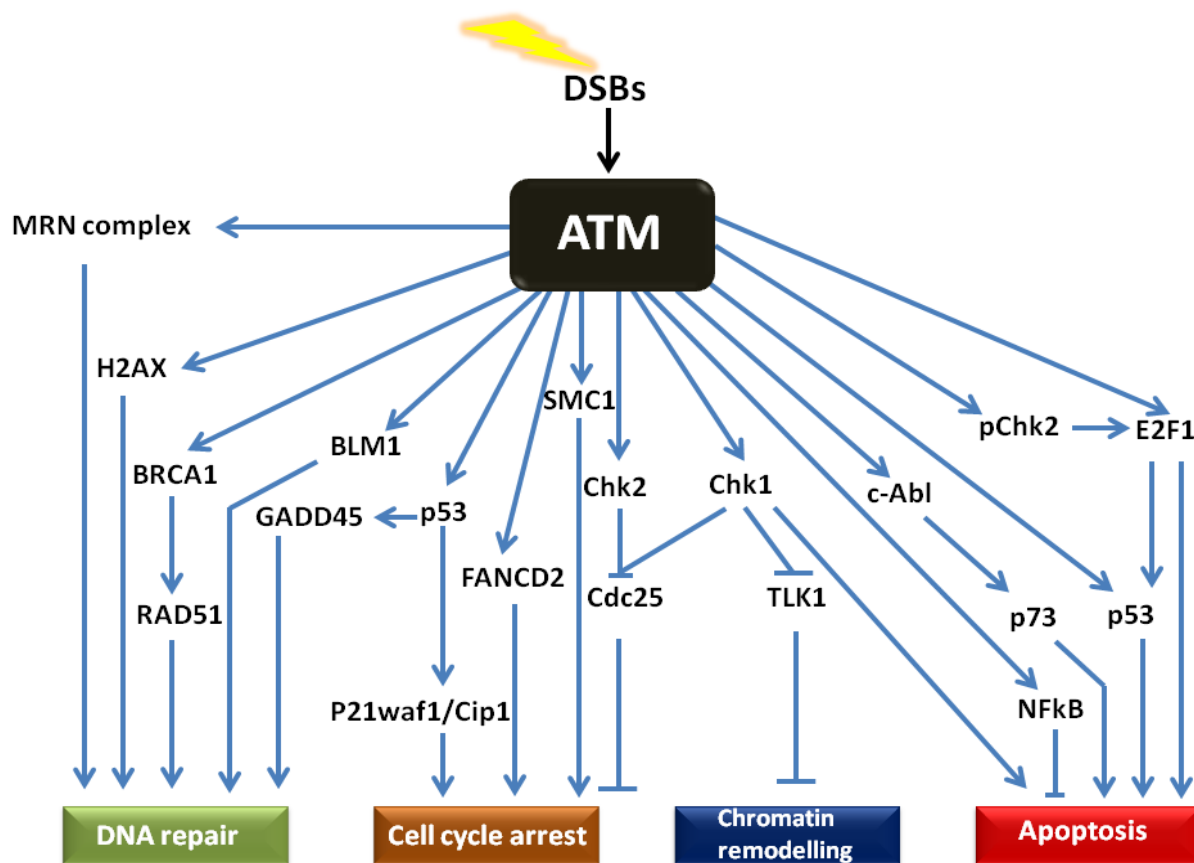 DSBs
ATM
MRN complex
H2AX
SMC1
pChk2
E2F1
BLM1
BRCA1
Chk2
Chk1
c-Abl
GADD45
p53
FANCD2
Cdc25
TLK1
RAD51
p73
p53
P21waf1/Cip1
NFkB
DNA repair
Cell cycle arrest
Chromatin
remodelling
Apoptosis